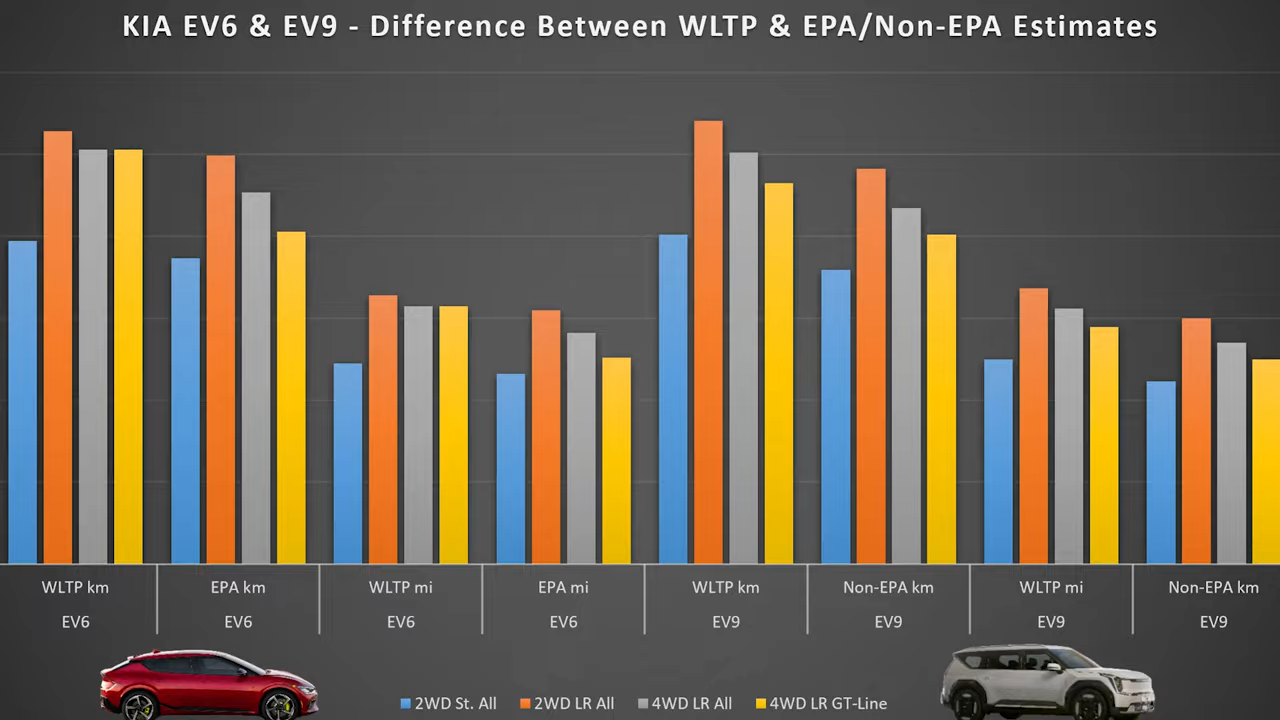 KIA EV6 & EV9 - Difference Between WLTP & EPA/Non-EPA Estimates
WLTP km EPA km WLTP mi EPA mi WLTP km Non-EPA km WLTP mi Non-EPA km
EV6 EV6 EV6 EV6 EV9 EV9 EV9 EV9
2WD St. All 2WD LR All 4WD LR All 4WD LR GT-Line